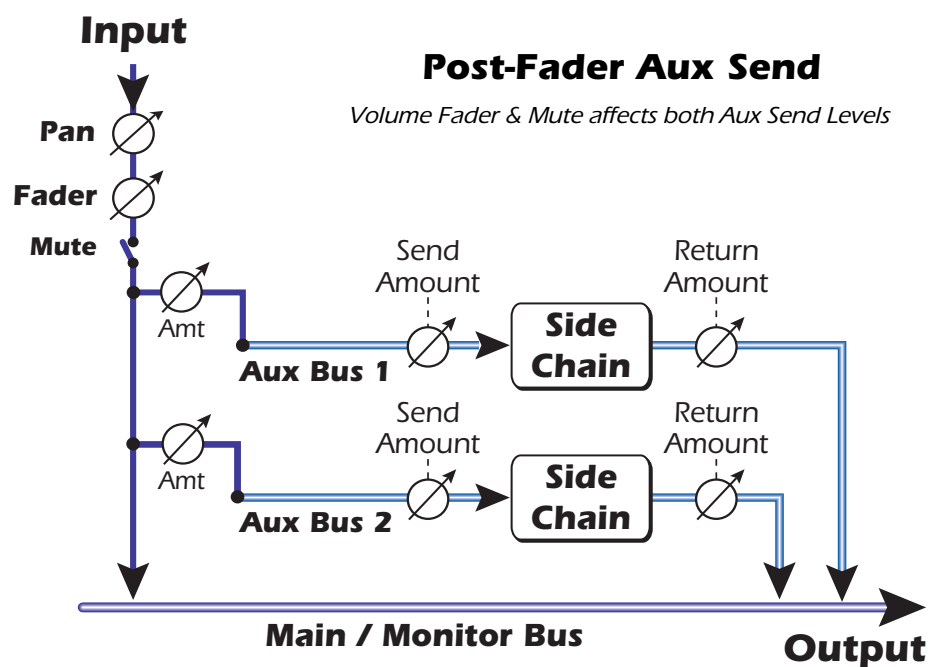 Input
Post-Fader Aux Send
Volume Fader & Mute affects both Aux Send Levels
Pan
Fader
Mute
Amt
Send
Amount
Side
Chain
Return
Amount
Aux Bus 1
Amt
Send
Amount
Side
Chain
Return
Amount
Aux Bus 2
Main / Monitor Bus
Output